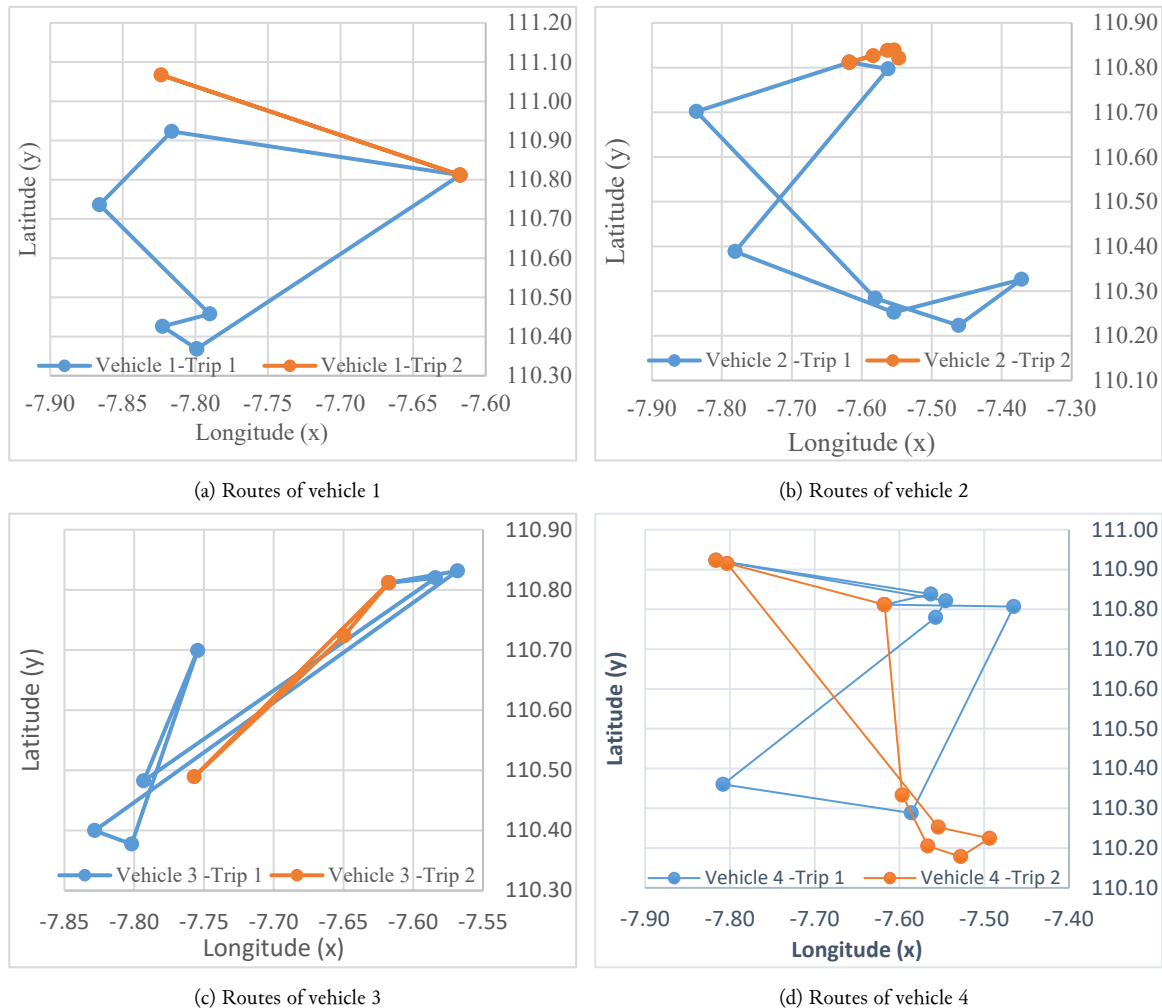 111.20
111.10
111.00
110.90
110.80
110.70
110.60
110.50
110.40
110.30
Latitude (y)
Vehicle 1-Trip 1
Vehicle 1-Trip 2
-7.90 -7.85 -7.80 -7.75 -7.70 -7.65 -7.60
Longitude (x)
(a) Routes of vehicle 1
110.90
110.80
110.70
110.60
110.50
110.40
110.30
110.20
110.10
Latitude (y)
Vehicle 2 -Trip 1
Vehicle 2 -Trip 2
-7.90 -7.80 -7.70 -7.60 -7.50 -7.40 -7.30
Longitude (x)
(b) Routes of vehicle 2
110.90
110.80
110.70
110.60
110.50
110.40
110.30
Latitude (y)
Vehicle 3 -Trip 1
Vehicle 3 -Trip 2
-7.85 -7.80 -7.75 -7.70 -7.65 -7.60 -7.55
Longitude (x)
(c) Routes of vehicle 3
111.00
110.90
110.80
110.70
110.60
110.50
110.40
110.30
110.20
110.10
Latitude (y)
Vehicle 4 -Trip 1
Vehicle 4 -Trip 2
-7.90 -7.80 -7.70 -7.60 -7.50 -7.40
Longitude (x)
(d) Routes of vehicle 4